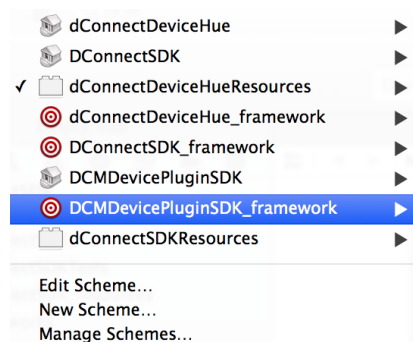 dConnectDeviceHue
DConnectSDK
dConnectDeviceHueResources
dConnectDeviceHue_framework
DConnectSDK_framework
DCMDevicePluginSDK
DCMDevicePluginSDK_framework
dConnectSDKResources
Edit Scheme...
New Scheme...
Manage Schemes...